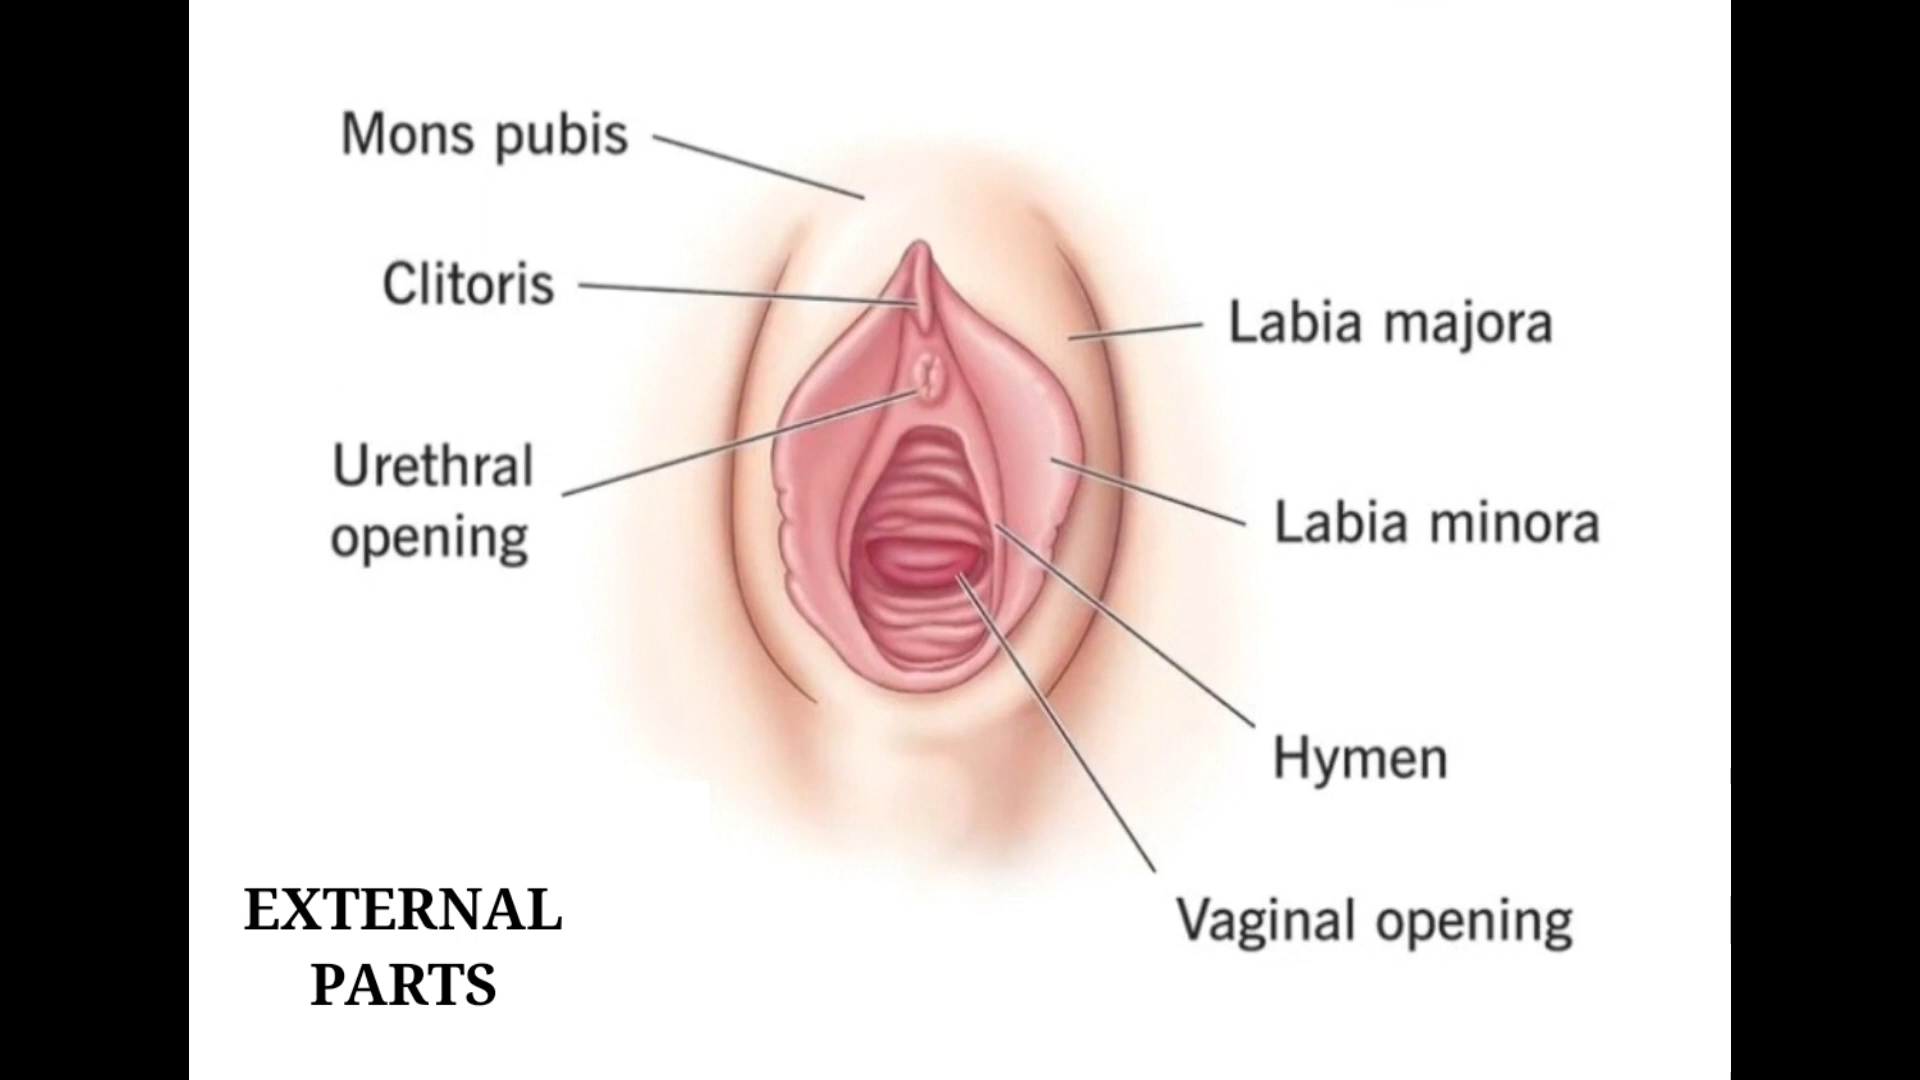 Mons pubis
Clitoris
Labia majora
Urethral
opening
Labia minora
Hymen
Vaginal opening
EXTERNAL
PARTS